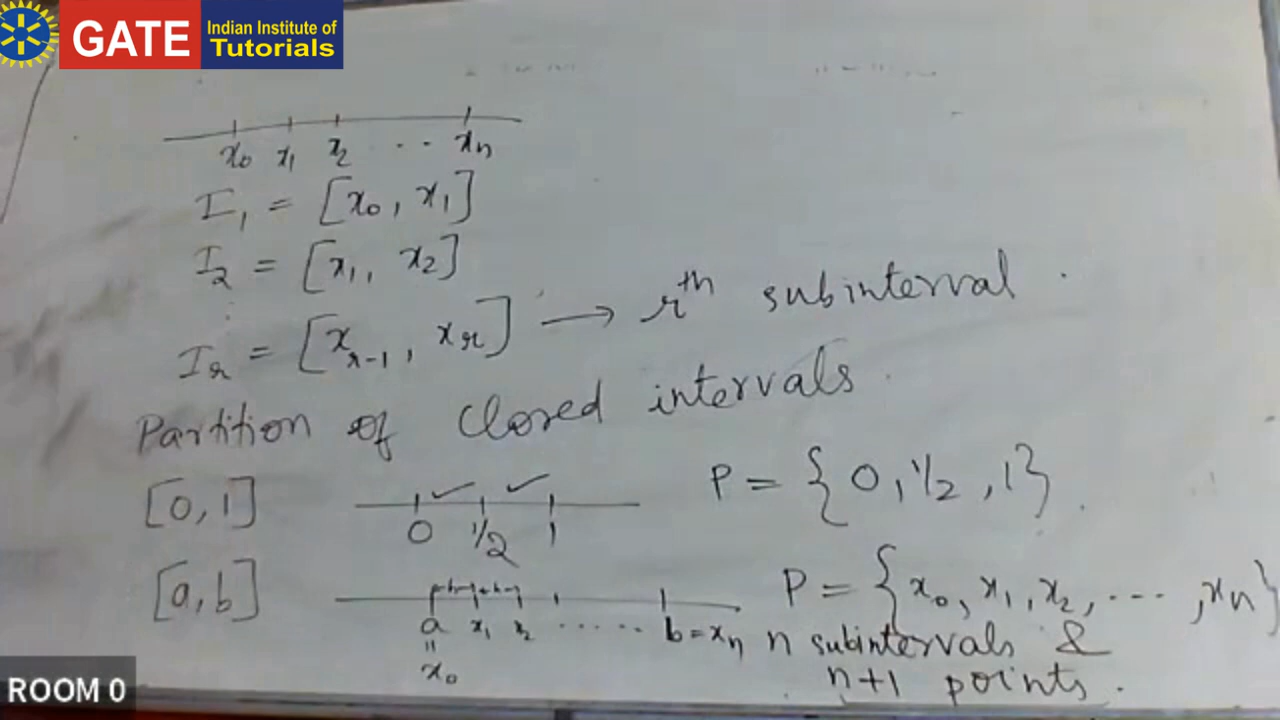 GATE Indian Institute of Tutorials
x₀ x₁ x₂ .. xₙ
I₁ = [x₀, x₁]
I₂ = [x₁, x₂]
⋮
Iᵣ = [xᵣ₋₁, xᵣ] → rᵗʰ subinterval.
Partition of closed intervals.
[0,1] 0 1/2 1 P = {0, 1/2, 1}.
[a,b] a x₁ x₂ ...... b = xₙ P = {x₀, x₁, x₂, ..., xₙ}
n subintervals &
x₀ n+1 points.
ROOM 0